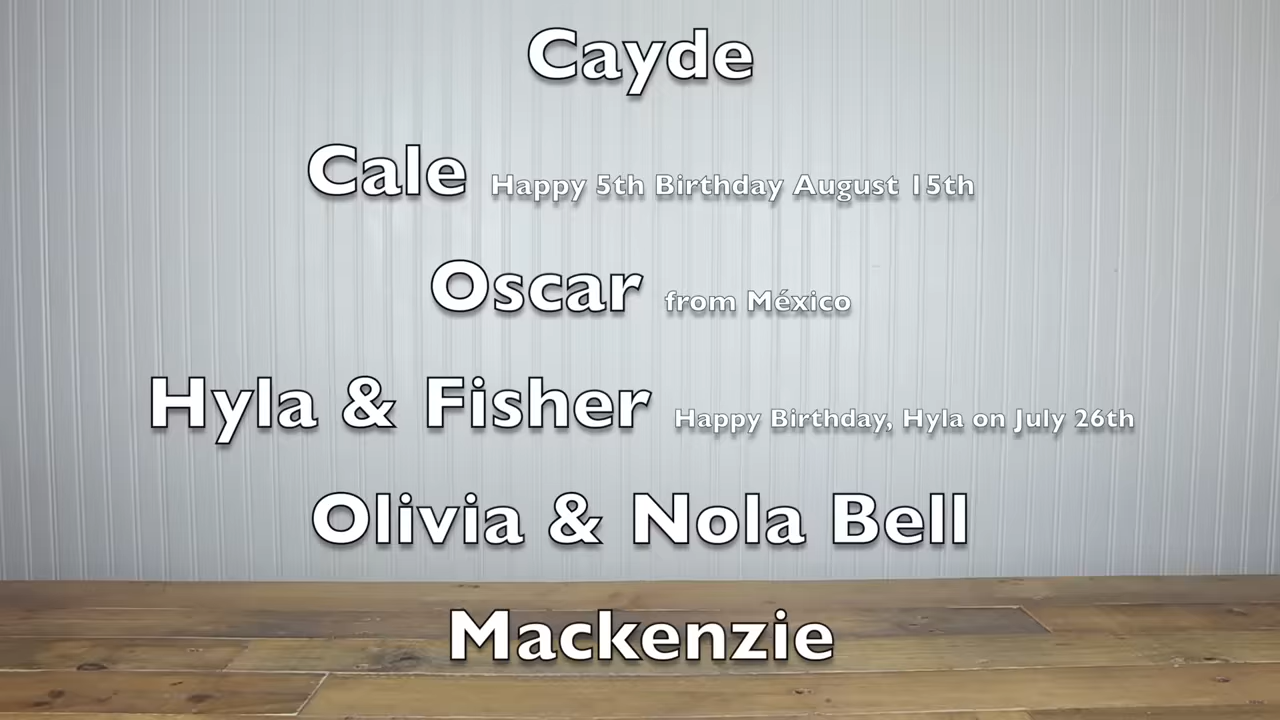 Cayde
Cale Happy 5th Birthday August 15th
Oscar from México
Hyla & Fisher Happy Birthday, Hyla on July 26th
Olivia & Nola Bell
Mackenzie